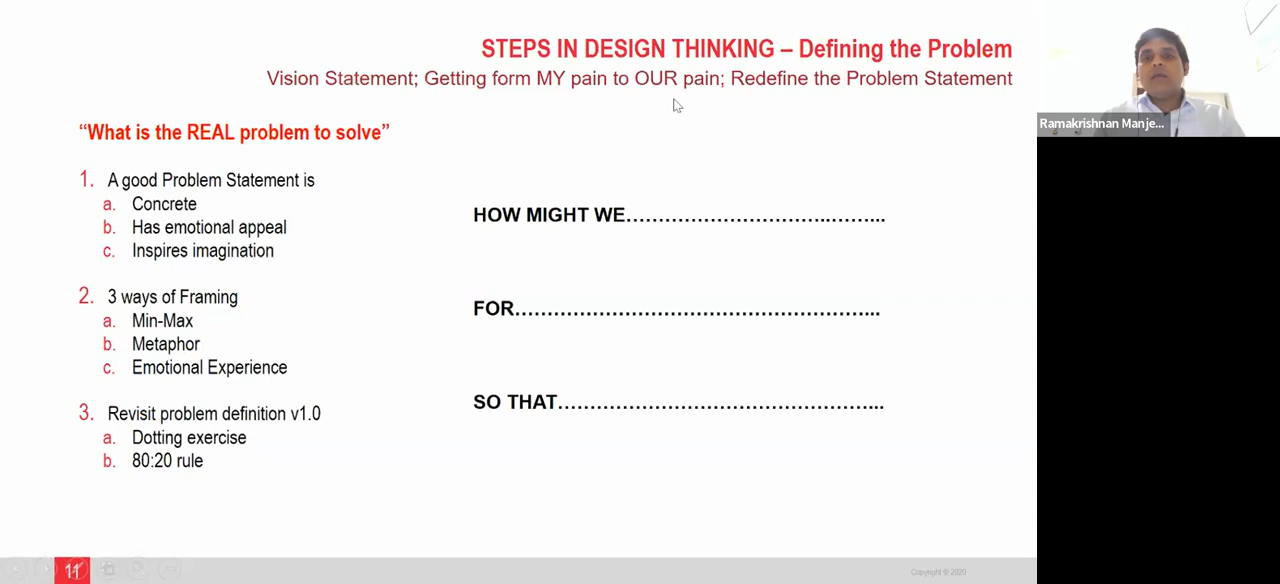 STEPS IN DESIGN THINKING – Defining the Problem
Vision Statement; Getting form MY pain to OUR pain; Redefine the Problem Statement
“What is the REAL problem to solve”
1. A good Problem Statement is
a. Concrete
b. Has emotional appeal
c. Inspires imagination
2. 3 ways of Framing
a. Min-Max
b. Metaphor
c. Emotional Experience
3. Revisit problem definition v1.0
a. Dotting exercise
b. 80:20 rule
HOW MIGHT WE…………………………..……...
FOR………………………………………………...
SO THAT…………………………………………...
11
Copyright © 2020
Ramakrishnan Manje...